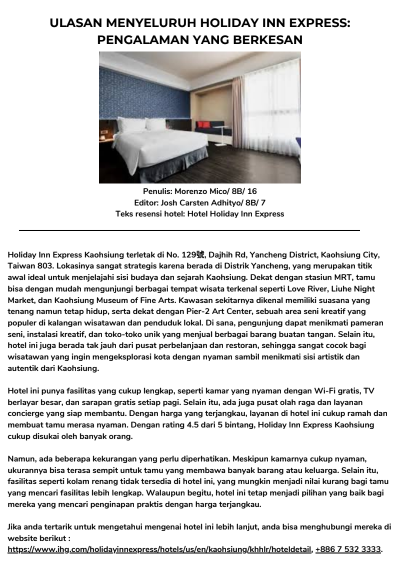 ULASAN MENYELURUH HOLIDAY INN EXPRESS:
PENGALAMAN YANG BERKESAN
Penulis: Morenzo Mico/ 8B/ 16
Editor: Josh Carsten Adhityo/ 8B/ 7
Teks resensi hotel: Hotel Holiday Inn Express
Holiday Inn Express Kaohsiung terletak di No. 129號, Dajhih Rd, Yancheng District, Kaohsiung City,
Taiwan 803. Lokasinya sangat strategis karena berada di Distrik Yancheng, yang merupakan titik
awal ideal untuk menjelajahi sisi budaya dan sejarah Kaohsiung. Dekat dengan stasiun MRT, tamu
bisa dengan mudah mengunjungi berbagai tempat wisata terkenal seperti Love River, Liuhe Night
Market, dan Kaohsiung Museum of Fine Arts. Kawasan sekitarnya dikenal memiliki suasana yang
tenang namun tetap hidup, serta dekat dengan Pier-2 Art Center, sebuah area seni kreatif yang
populer di kalangan wisatawan dan penduduk lokal. Di sana, pengunjung dapat menikmati pameran
seni, instalasi kreatif, dan toko-toko unik yang menjual berbagai barang buatan tangan. Selain itu,
hotel ini juga berada tak jauh dari pusat perbelanjaan dan restoran, sehingga sangat cocok bagi
wisatawan yang ingin mengeksplorasi kota dengan nyaman sambil menikmati sisi artistik dan
autentik dari Kaohsiung.
Hotel ini punya fasilitas yang cukup lengkap, seperti kamar yang nyaman dengan Wi-Fi gratis, TV
berlayar besar, dan sarapan gratis setiap pagi. Selain itu, ada juga pusat olah raga dan layanan
concierge yang siap membantu. Dengan harga yang terjangkau, layanan di hotel ini cukup ramah dan
membuat tamu merasa nyaman. Dengan rating 4.5 dari 5 bintang, Holiday Inn Express Kaohsiung
cukup disukai oleh banyak orang.
Namun, ada beberapa kekurangan yang perlu diperhatikan. Meskipun kamarnya cukup nyaman,
ukurannya bisa terasa sempit untuk tamu yang membawa banyak barang atau keluarga. Selain itu,
fasilitas seperti kolam renang tidak tersedia di hotel ini, yang mungkin menjadi nilai kurang bagi tamu
yang mencari fasilitas lebih lengkap. Walaupun begitu, hotel ini tetap menjadi pilihan yang baik bagi
mereka yang mencari penginapan praktis dengan harga terjangkau.
Jika anda tertarik untuk mengetahui mengenai hotel ini lebih lanjut, anda bisa menghubungi mereka di
website berikut :
https://www.ihg.com/holidayinnexpress/hotels/us/en/kaohsiung/khhlr/hoteldetail, +886 7 532 3333.